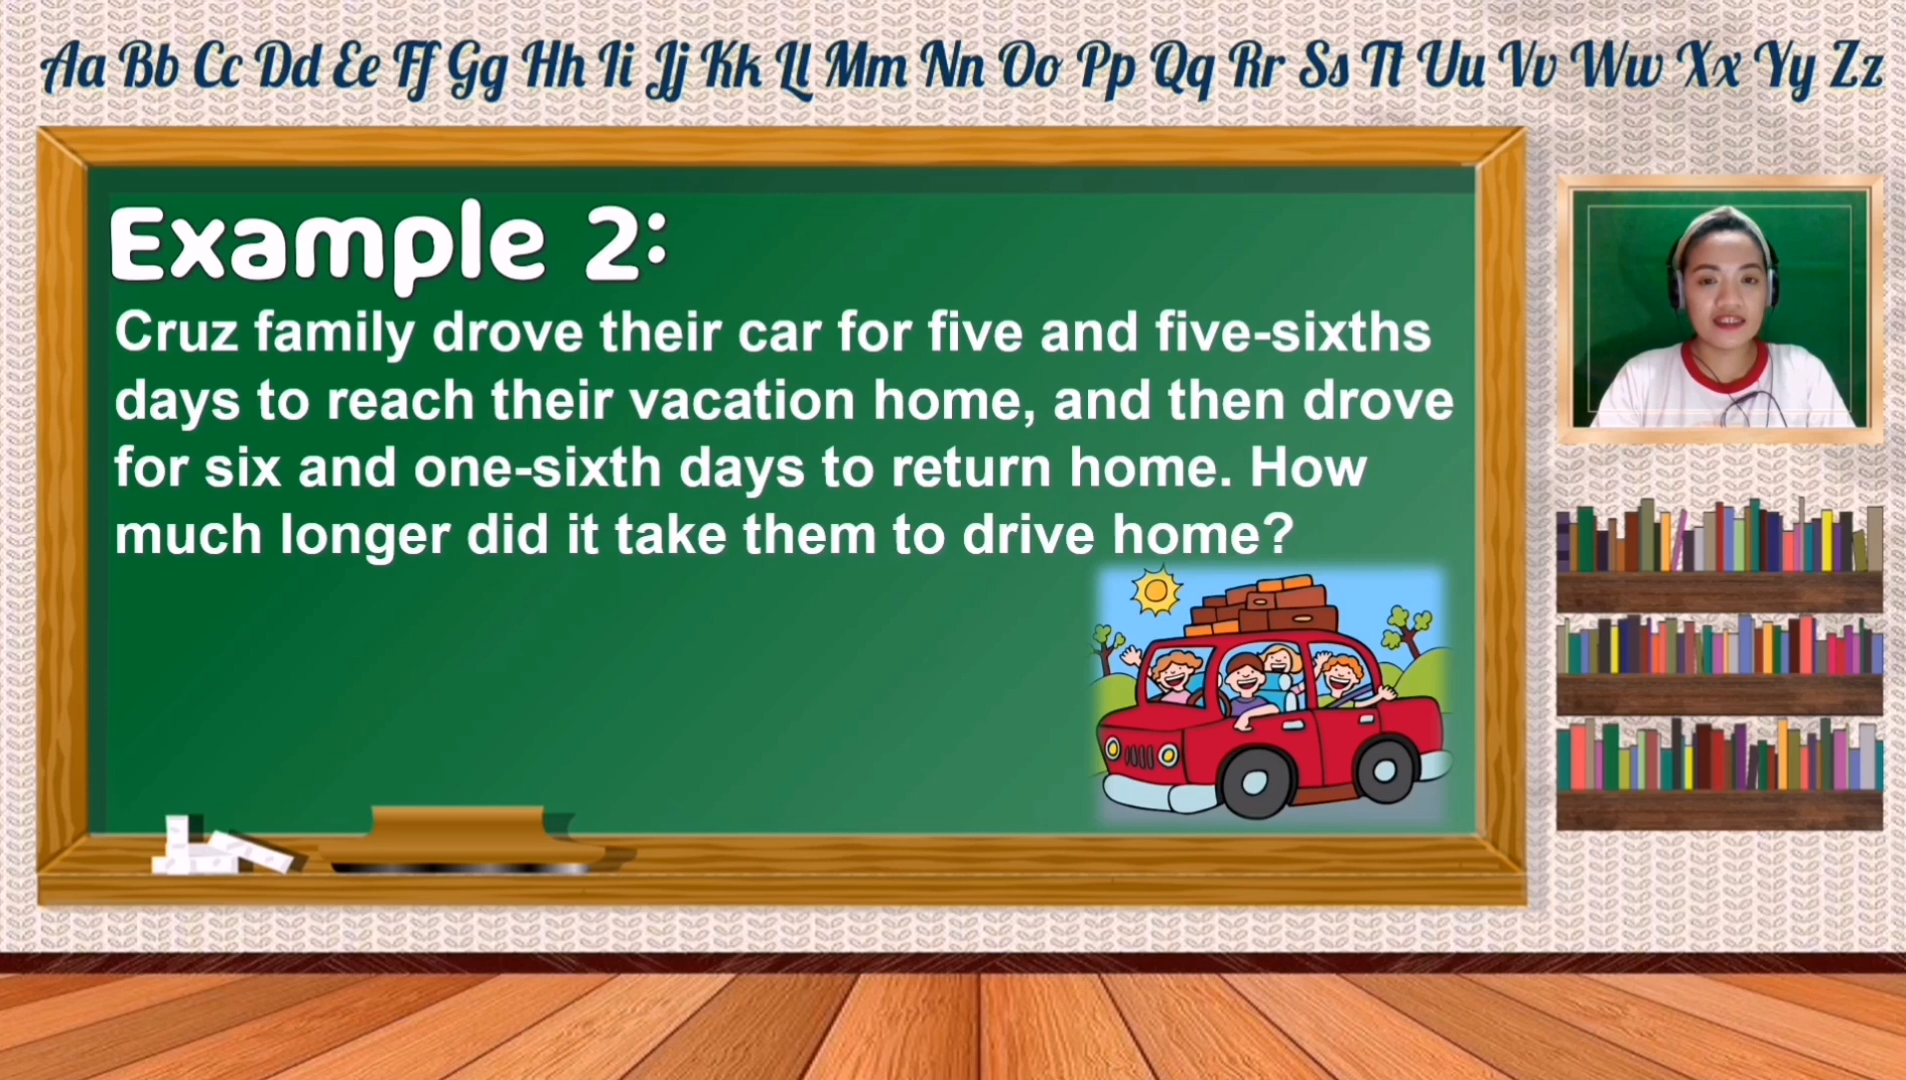 Aa Bb Cc Dd Ee Ff Gg Hh Ii Jj Kk Ll Mm Nn Oo Pp Qq Rr Ss Tt Uu Vv Ww Xx Yy Zz
Example 2:
Cruz family drove their car for five and five-sixths
days to reach their vacation home, and then drove
for six and one-sixth days to return home. How
much longer did it take them to drive home?